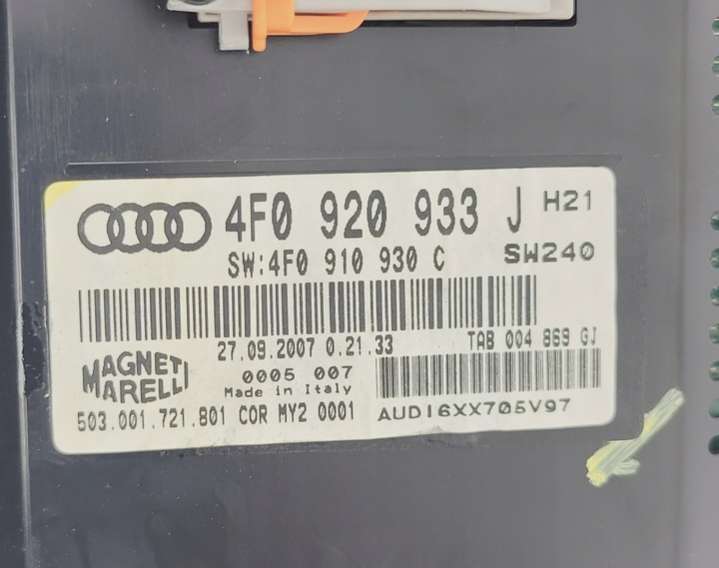 4F0 920 933 J H21
SW:4F0 910 930 C SW240
27.09.2007 0.21.33 TAB 004 869 GJ
MAGNETI
MARELLI
0005 007
Made in Italy
503.001.721.801 COR MY2 0001 AUDI6XX705V97